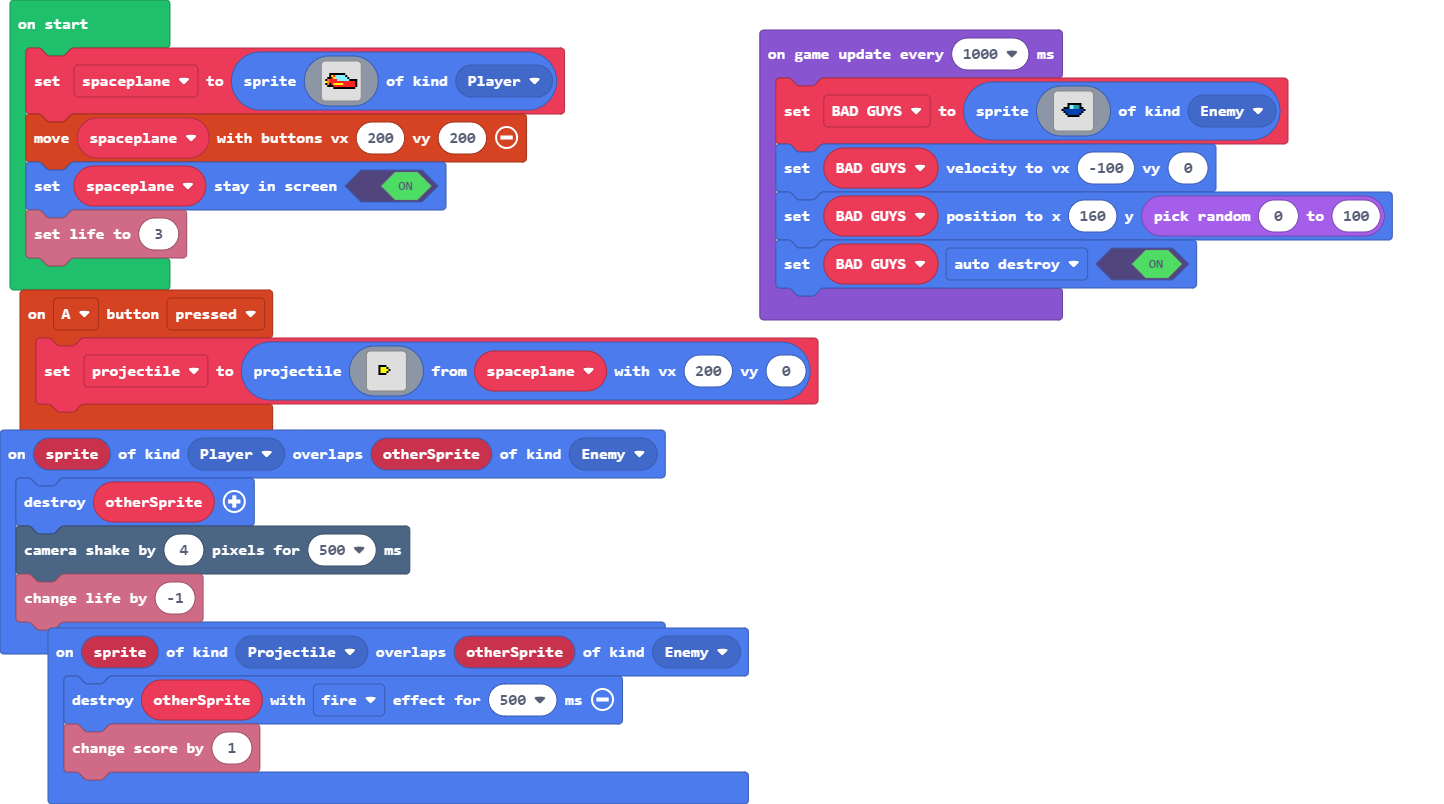 on start
set spaceplane to sprite of kind Player
move spaceplane with buttons vx 200 vy 200
set spaceplane stay in screen ON
set life to 3
on A button pressed
set projectile to projectile from spaceplane with vx 200 vy 0
on sprite of kind Player overlaps otherSprite of kind Enemy
destroy otherSprite
camera shake by 4 pixels for 500 ms
change life by -1
on sprite of kind Projectile overlaps otherSprite of kind Enemy
destroy otherSprite with fire effect for 500 ms
change score by 1
on game update every 1000 ms
set BAD GUYS to sprite of kind Enemy
set BAD GUYS velocity to vx -100 vy 0
set BAD GUYS position to x 160 y pick random 0 to 100
set BAD GUYS auto destroy ON